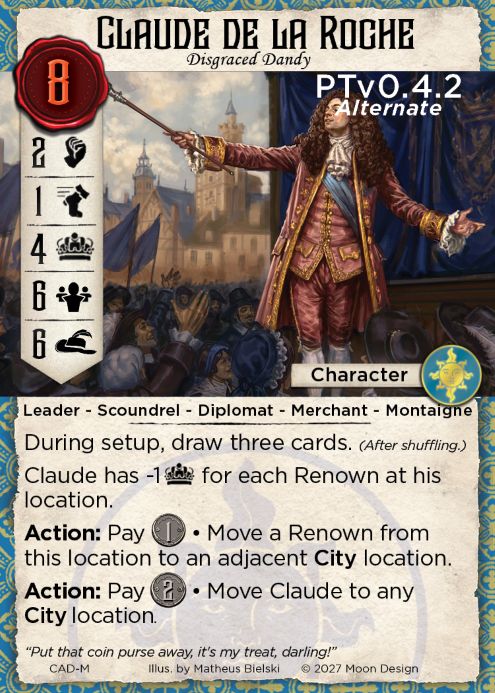 Claude de la Roche
Disgraced Dandy
8
PTv0.4.2
Alternate
2
1
4
6
6
Character
Leader - Scoundrel - Diplomat - Merchant - Montaigne
During setup, draw three cards. (After shuffling.)
Claude has -1 for each Renown at his
location.
Action: Pay 1 • Move a Renown from
this location to an adjacent City location.
Action: Pay 2 • Move Claude to any
City location.
“Put that coin purse away, it's my treat, darling!”
CAD-M Illus. by Matheus Bielski © 2027 Moon Design